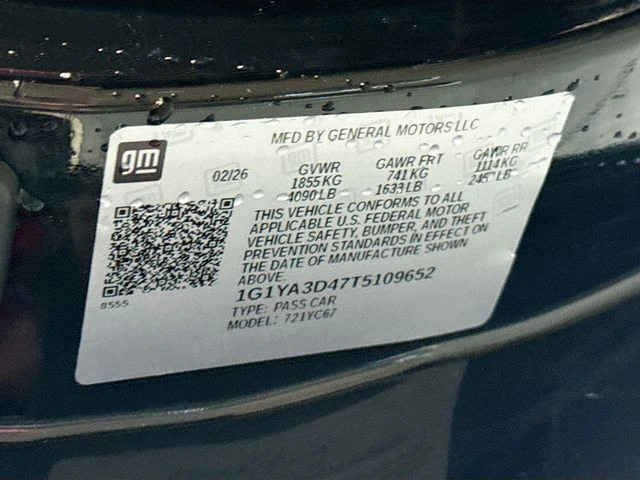 gm
MFD BY GENERAL MOTORS LLC
02/26 GVWR GAWR FRT GAWR RR
1855 KG 741 KG 1114 KG
4090 LB 1633 LB 2457 LB
THIS VEHICLE CONFORMS TO ALL
APPLICABLE U.S. FEDERAL MOTOR
VEHICLE SAFETY, BUMPER, AND THEFT
PREVENTION STANDARDS IN EFFECT ON
THE DATE OF MANUFACTURE SHOWN
ABOVE.
8555
1G1YA3D47T5109652
TYPE: PASS CAR
MODEL: 721YC67